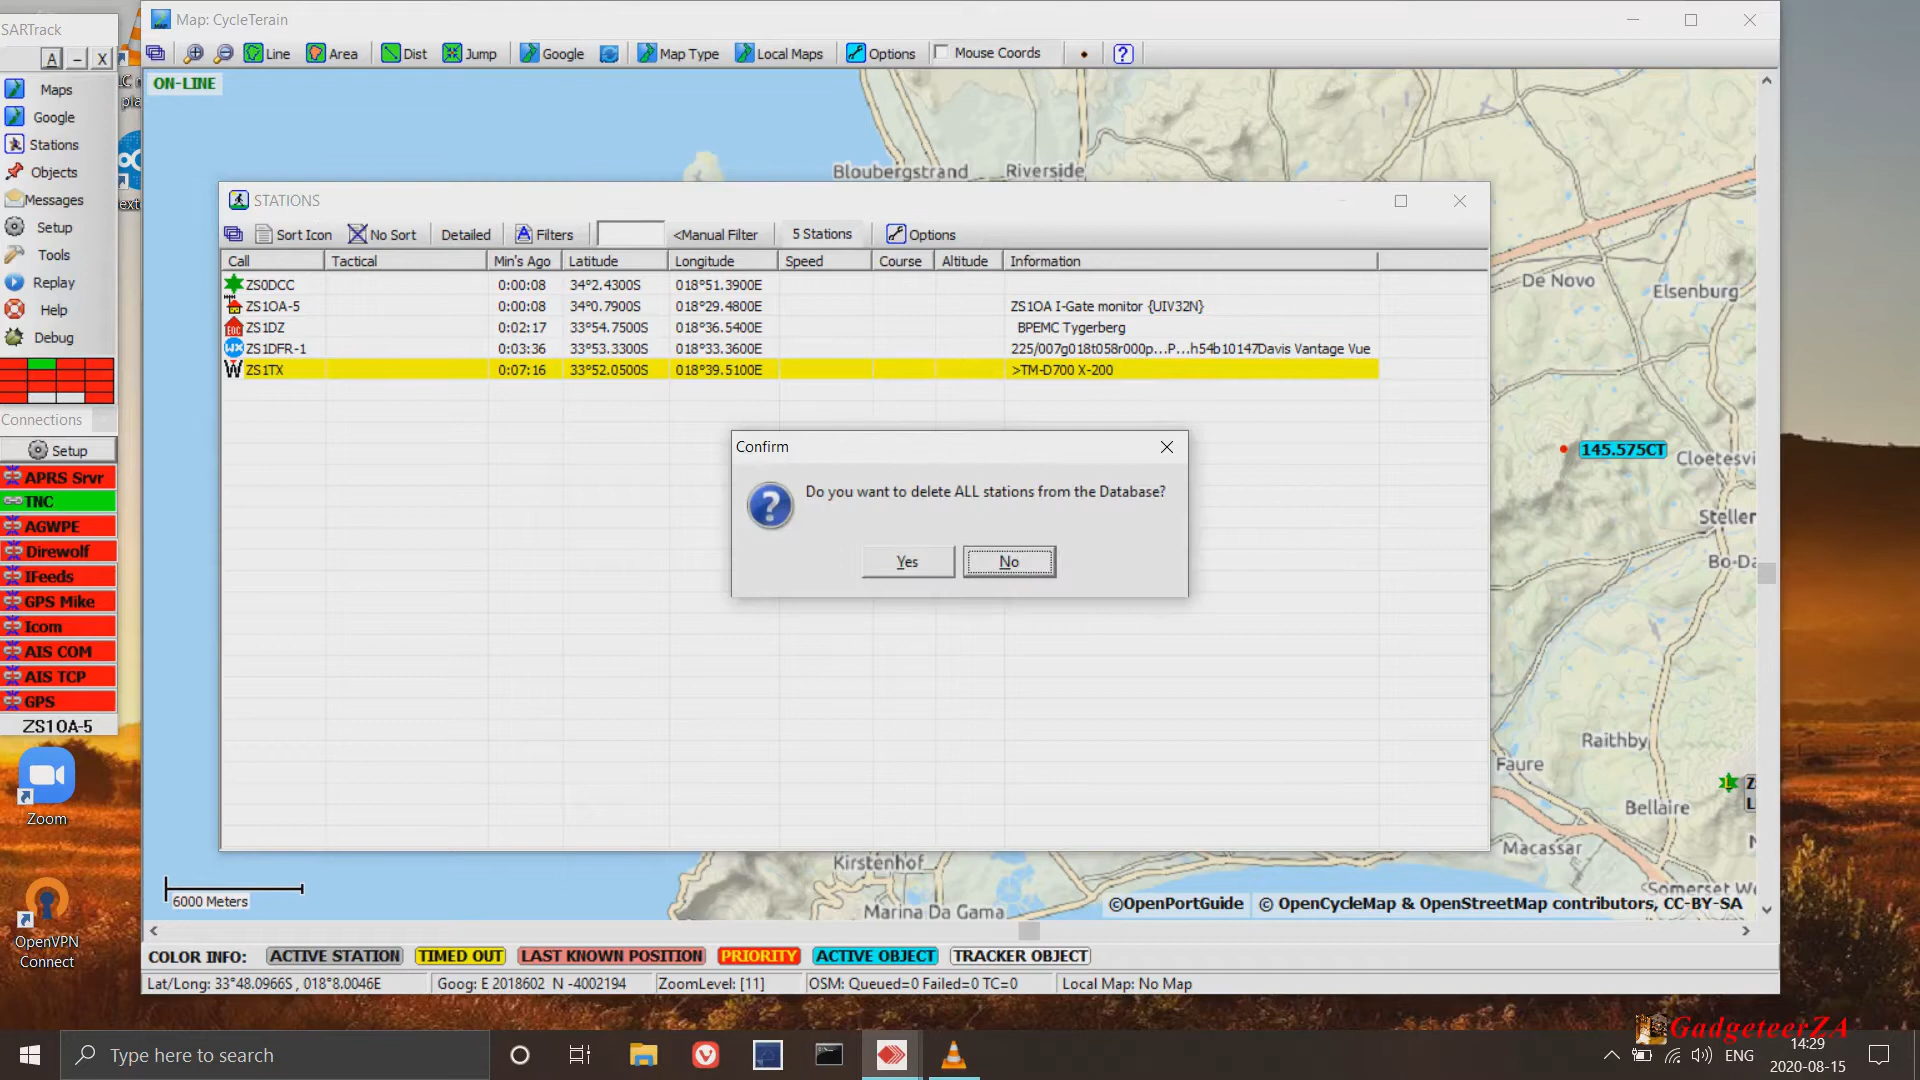 SARTrack
A – X
Maps
Google
Stations
Objects
Messages
Setup
Tools
Replay
Help
Debug
Connections
Setup
APRS Srvr
TNC
AGWPE
Direwolf
IFeeds
GPS Mike
Icom
AIS COM
AIS TCP
GPS
ZS1OA-5
Zoom
OpenVPN
Connect
Map: CycleTerain
Line Area Dist Jump Google Map Type Local Maps Options Mouse Coords ?
ON-LINE
Bloubergstrand
Riverside
De Novo
Elsenburg
145.575CT
Cloetesvi
Steller
Bo-Da
Raithby
Faure
Bellaire
Macassar
Somerset We
Kirstenhof
Marina Da Gama
STATIONS
Sort Icon No Sort Detailed Filters <Manual Filter 5 Stations Options
Call Tactical Min's Ago Latitude Longitude Speed Course Altitude Information
ZS0DCC 0:00:08 34°2.4300S 018°51.3900E
ZS1OA-5 0:00:08 34°0.7900S 018°29.4800E ZS1OA I-Gate monitor {UIV32N}
EOC ZS1DZ 0:02:17 33°54.7500S 018°36.5400E BPEMC Tygerberg
WX ZS1DFR-1 0:03:36 33°53.3300S 018°33.3600E 225/007g018t058r000p...P...h54b10147Davis Vantage Vue
W ZS1TX 0:07:16 33°52.0500S 018°39.5100E >TM-D700 X-200
Confirm
Do you want to delete ALL stations from the Database?
Yes No
6000 Meters
©OpenPortGuide © OpenCycleMap & OpenStreetMap contributors, CC-BY-SA
COLOR INFO: ACTIVE STATION TIMED OUT LAST KNOWN POSITION PRIORITY ACTIVE OBJECT TRACKER OBJECT
Lat/Long: 33°48.0966S , 018°8.0046E Goog: E 2018602 N -4002194 ZoomLevel: [11] OSM: Queued=0 Failed=0 TC=0 Local Map: No Map
GadgeteerZA
Type here to search
ENG
14:29
2020-08-15